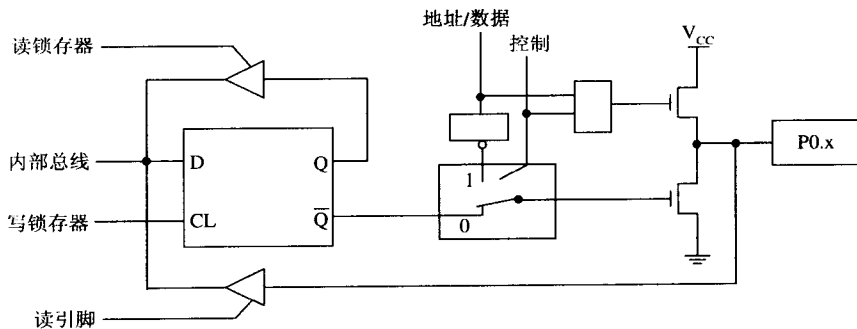 地址/数据
控制
V_CC
读锁存器
内部总线
D
Q
1
P0.x
写锁存器
CL
Q̅
0
读引脚